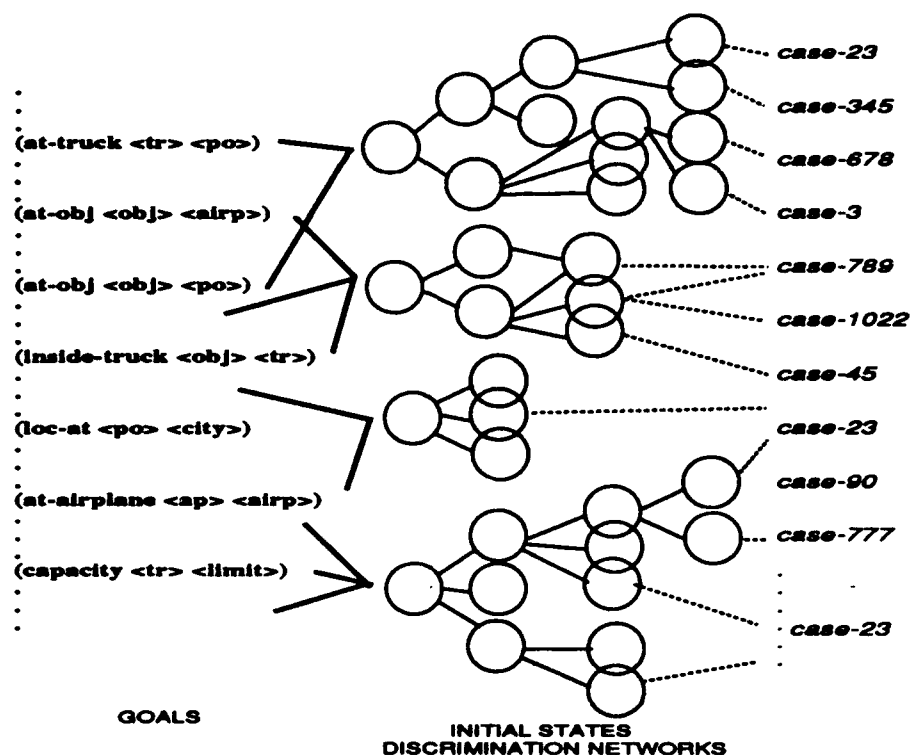 (at-truck <tr> <po>)
(at-obj <obj> <airp>)
(at-obj <obj> <po>)
(inside-truck <obj> <tr>)
(loc-at <po> <city>)
(at-airplane <ap> <airp>)
(capacity <tr> <limit>)
GOALS
case-23
case-345
case-678
case-3
case-789
case-1022
case-45
case-23
case-90
case-777
case-23
INITIAL STATES
DISCRIMINATION NETWORKS